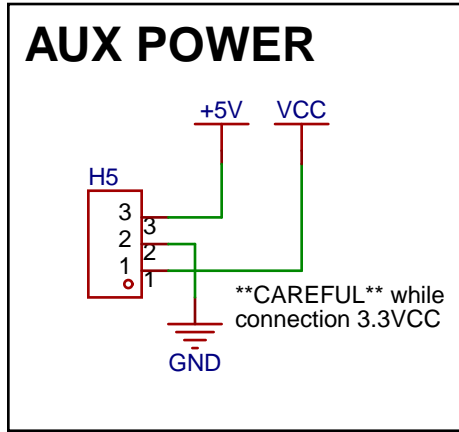 AUX POWER
+5V VCC
H5
3 3
2 2
1 1
**CAREFUL** while
connection 3.3VCC
GND